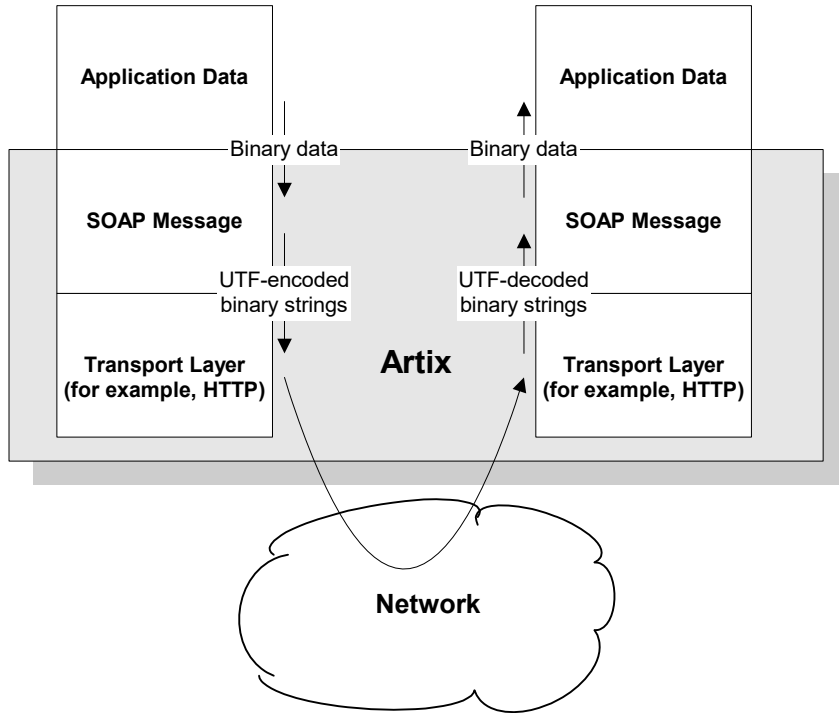 Application Data
Application Data
Binary data
Binary data
SOAP Message
SOAP Message
UTF-encoded
binary strings
UTF-decoded
binary strings
Artix
Transport Layer
(for example, HTTP)
Transport Layer
(for example, HTTP)
Network